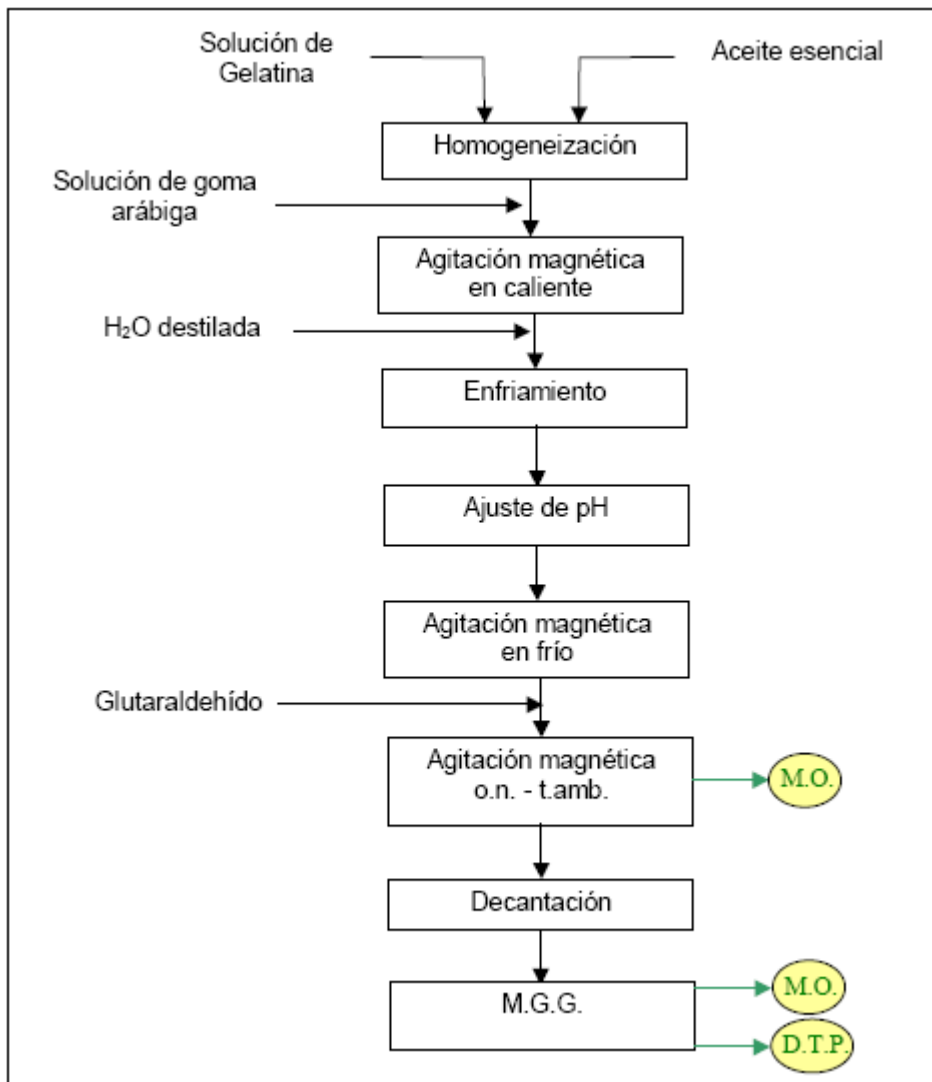 Solución de
Gelatina
Aceite esencial
Homogeneización
Solución de goma
arábiga
Agitación magnética
en caliente
H₂O destilada
Enfriamiento
Ajuste de pH
Agitación magnética
en frío
Glutaraldehído
Agitación magnética
o.n. - t.amb.
M.O.
Decantación
M.G.G.
M.O.
D.T.P.